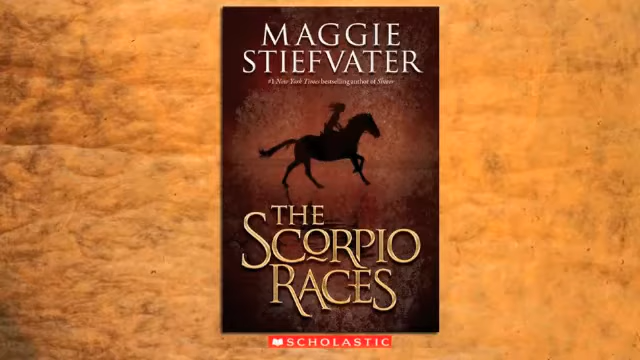 MAGGIE
STIEFVATER
#1 New York Times bestselling author of Shiver
THE
SCORPIO
RACES
SCHOLASTIC